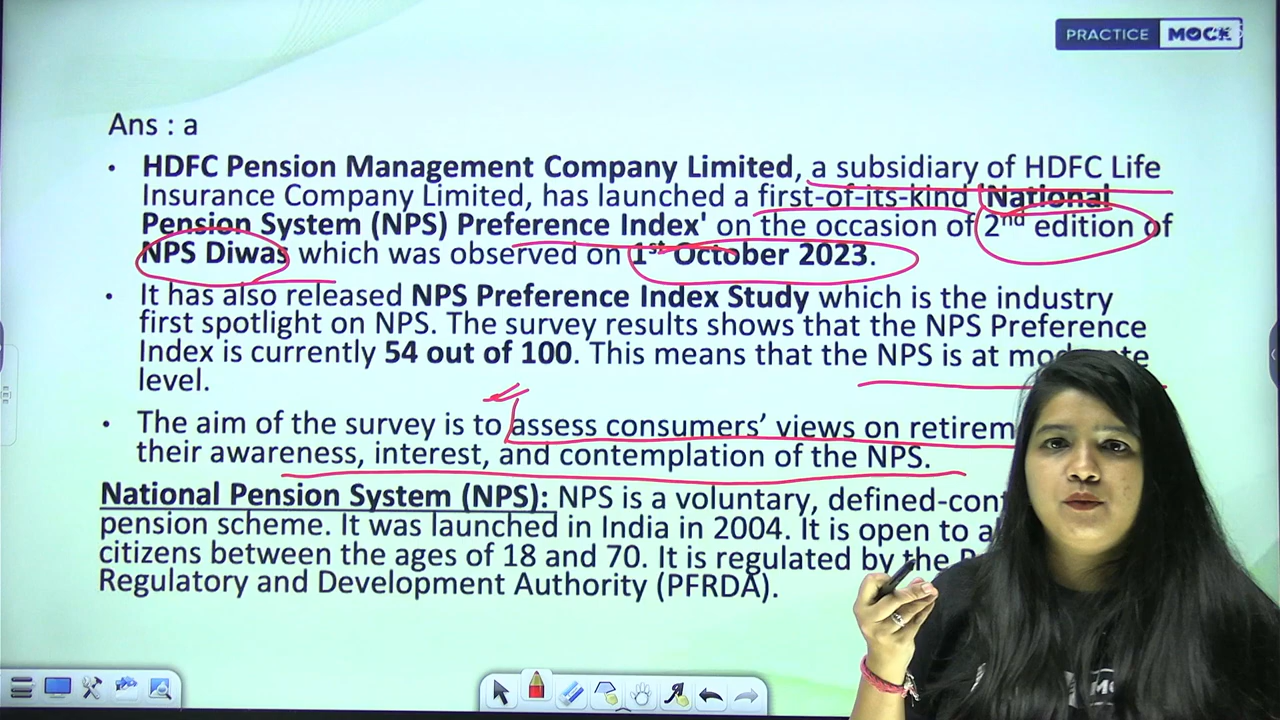 PRACTICE MOCK
Ans : a
• HDFC Pension Management Company Limited, a subsidiary of HDFC Life
Insurance Company Limited, has launched a first-of-its-kind 'National
Pension System (NPS) Preference Index' on the occasion of 2nd edition of
NPS Diwas which was observed on 1st October 2023.
• It has also released NPS Preference Index Study which is the industry
first spotlight on NPS. The survey results shows that the NPS Preference
Index is currently 54 out of 100. This means that the NPS is at
level.
• The aim of the survey is to assess consumers' views on
their awareness, interest, and contemplation of the NPS.
National Pension System (NPS): NPS is a voluntary,
pension scheme. It was launched in India in 2004. It is open to
citizens between the ages of 18 and 70. It is regulated by the
Regulatory and Development Authority (PFRDA).